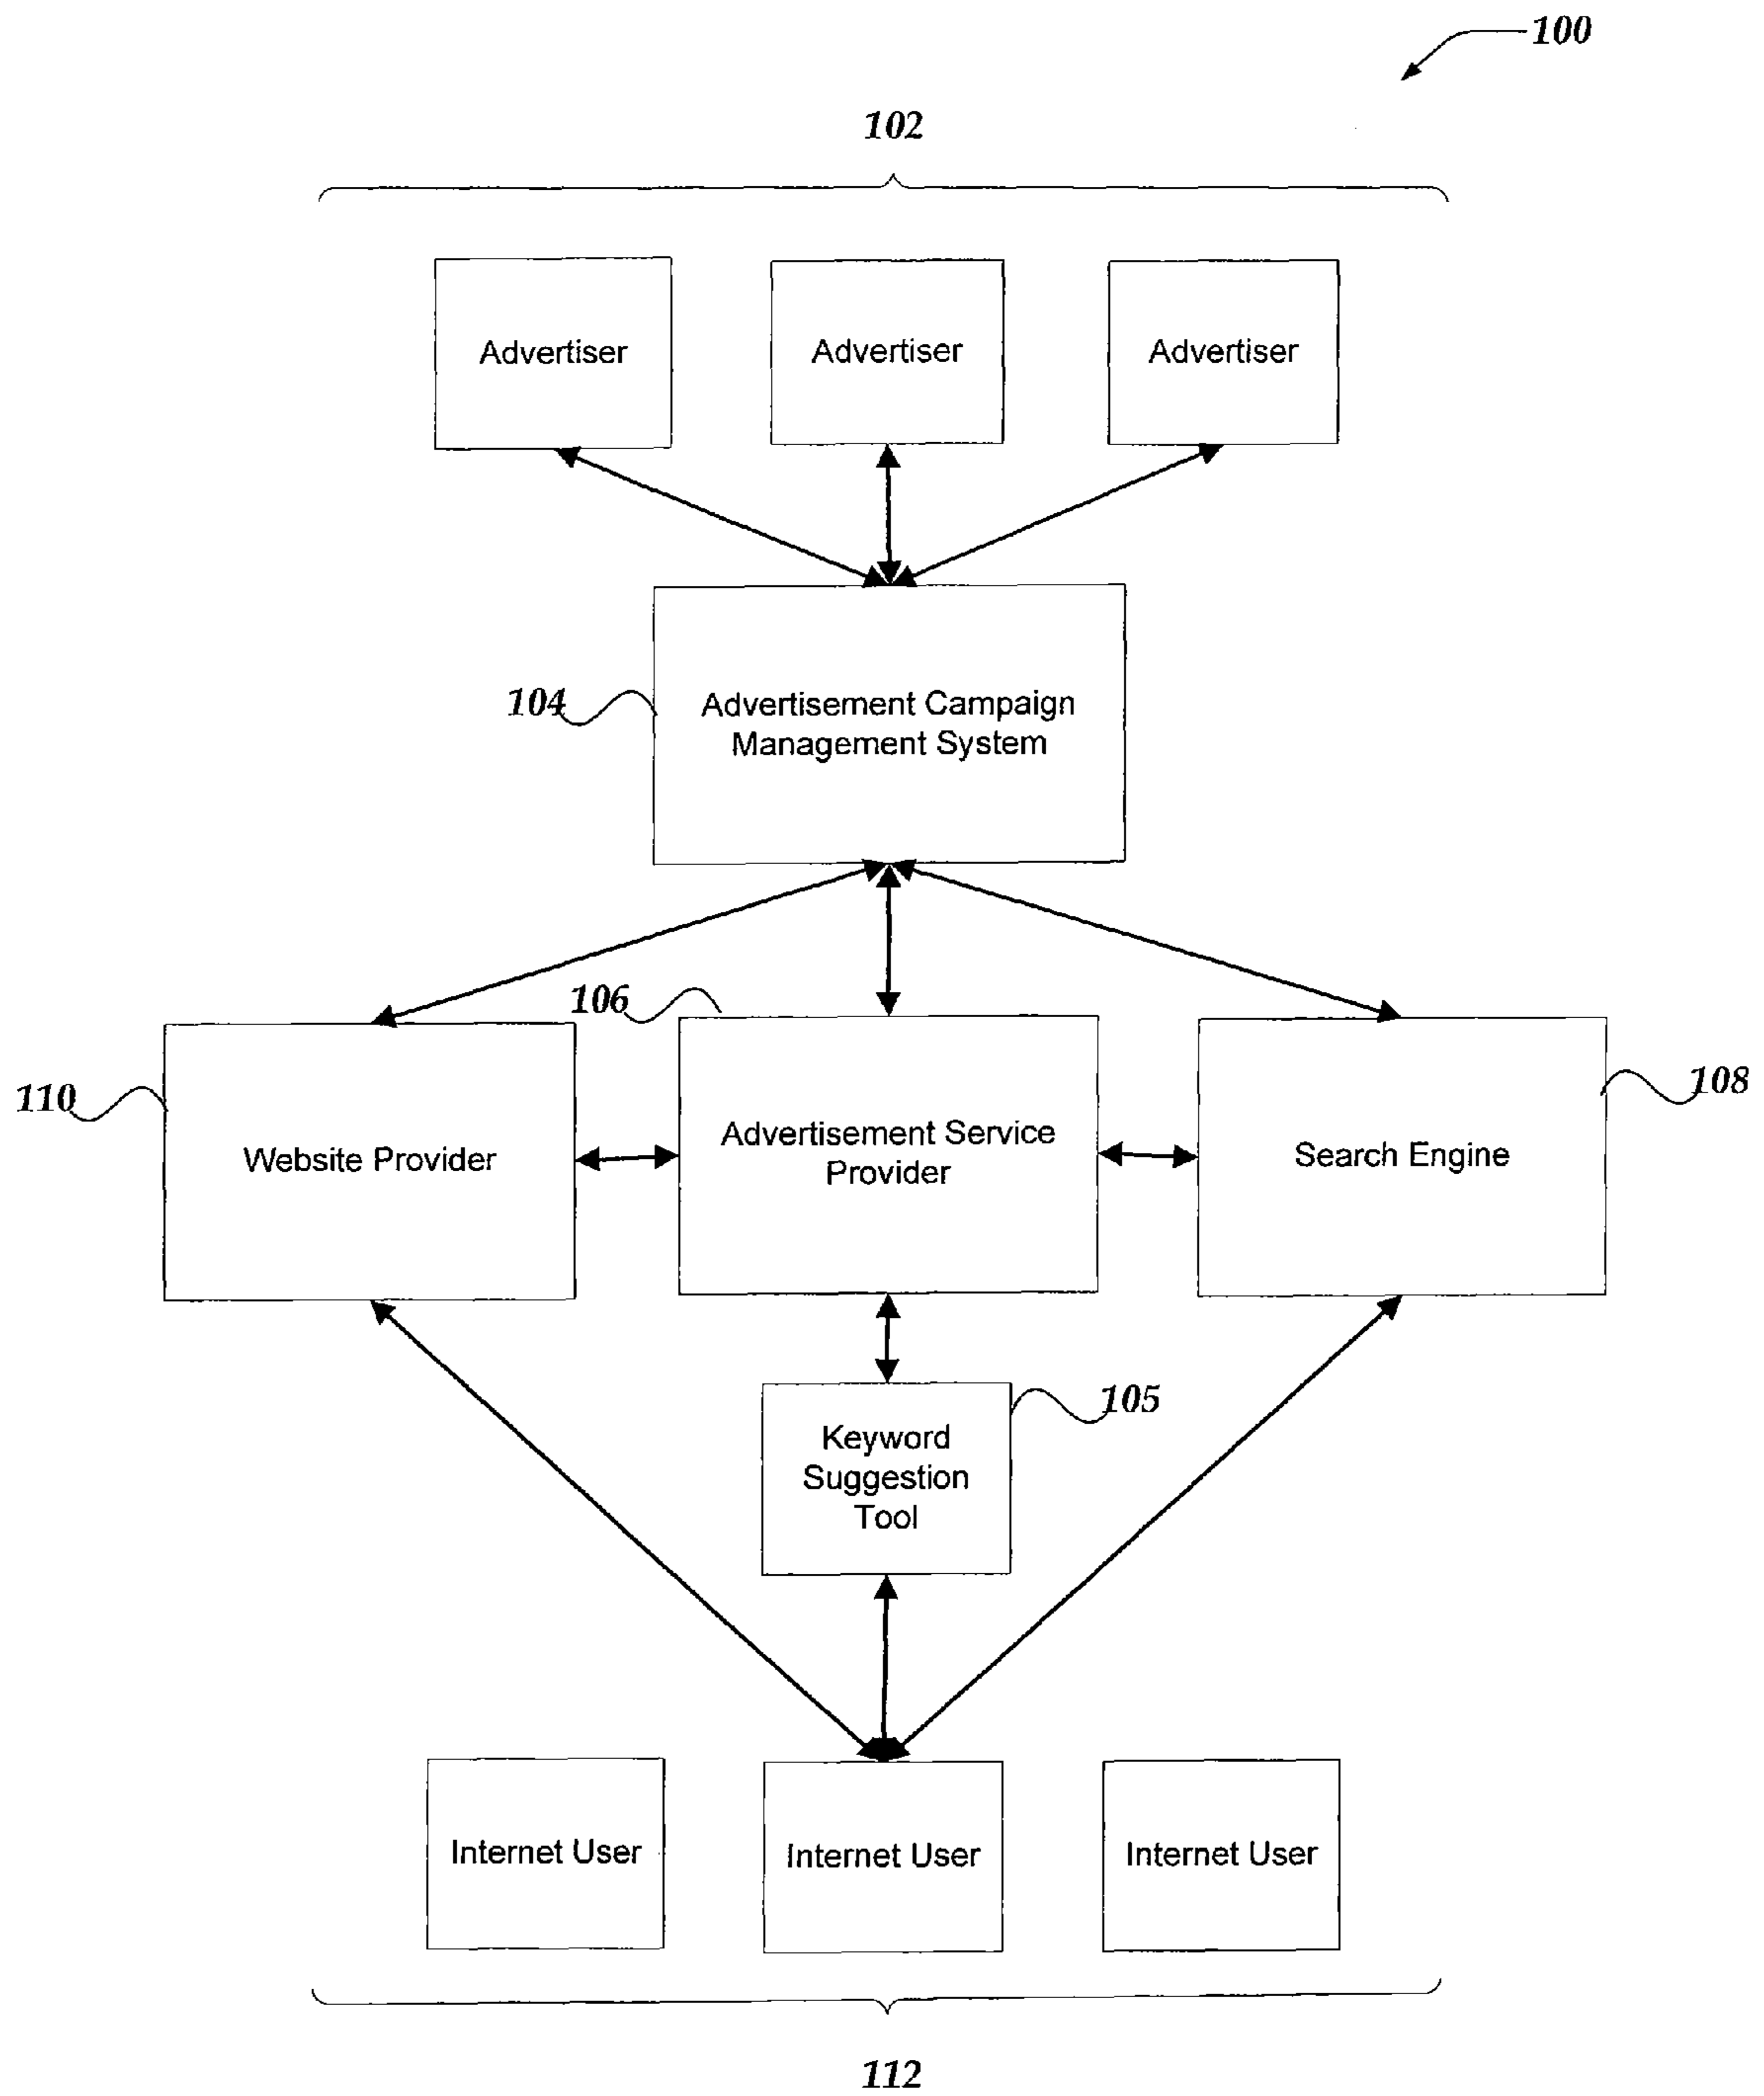 100
102
Advertiser
Advertiser
Advertiser
104
Advertisement Campaign
Management System
106
110
108
Website Provider
Advertisement Service
Provider
Search Engine
105
Keyword
Suggestion
Tool
Internet User
Internet User
Internet User
112